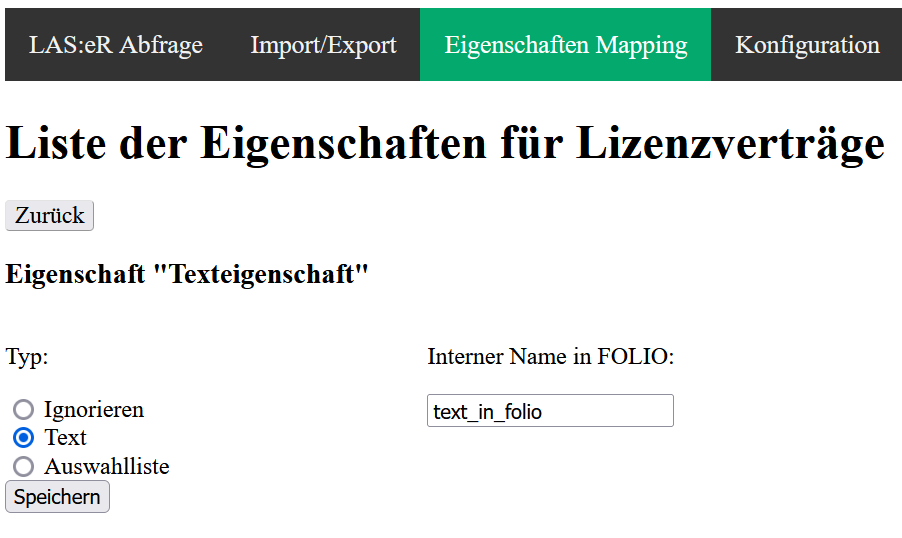 LAS:eR Abfrage Import/Export Eigenschaften Mapping Konfiguration
Liste der Eigenschaften für Lizenzverträge
Zurück
Eigenschaft "Texteigenschaft"
Typ: Interner Name in FOLIO:
Ignorieren text_in_folio
Text
Auswahlliste
Speichern